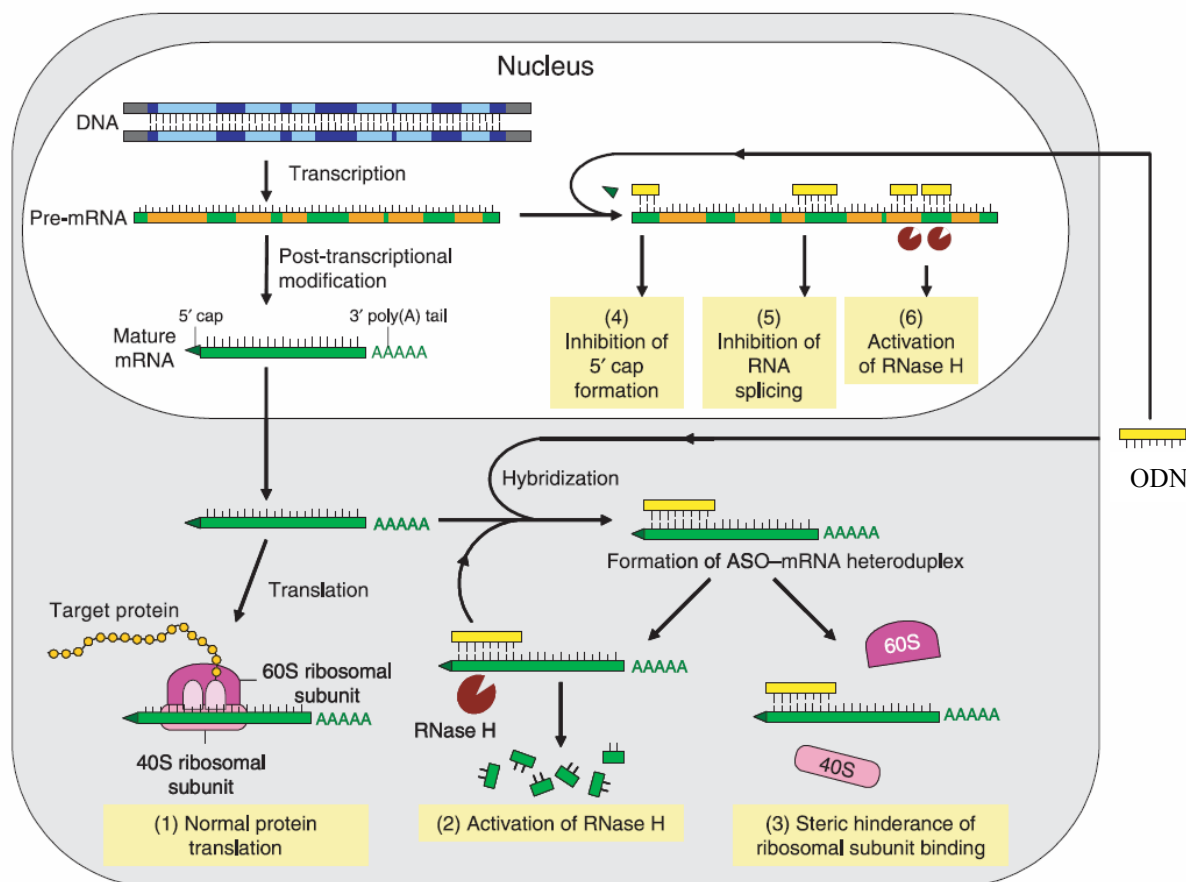 Nucleus
DNA
Transcription
Pre-mRNA
Post-transcriptional
modification
5′ cap
3′ poly(A) tail
Mature
mRNA
AAAAA
(4)
Inhibition of
5′ cap
formation
(5)
Inhibition of
RNA
splicing
(6)
Activation
of RNase H
ODN
Hybridization
AAAAA
AAAAA
Formation of ASO–mRNA heteroduplex
Translation
Target protein
60S ribosomal
subunit
AAAAA
40S ribosomal
subunit
AAAAA
RNase H
60S
AAAAA
40S
(1) Normal protein
translation
(2) Activation of RNase H
(3) Steric hinderance of
ribosomal subunit binding